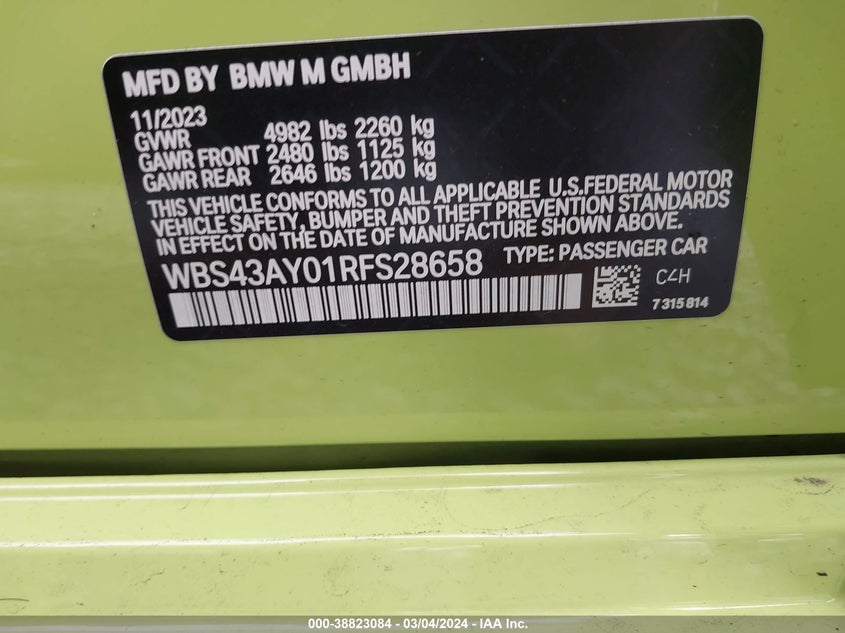 MFD BY BMW M GMBH
11/2023
GVWR 4982 lbs 2260 kg
GAWR FRONT 2480 lbs 1125 kg
GAWR REAR 2646 lbs 1200 kg
THIS VEHICLE CONFORMS TO ALL APPLICABLE U.S.FEDERAL MOTOR
VEHICLE SAFETY, BUMPER AND THEFT PREVENTION STANDARDS
IN EFFECT ON THE DATE OF MANUFACTURE SHOWN ABOVE.
WBS43AY01RFS28658 TYPE: PASSENGER CAR
C4H
7315814
000-38823084 - 03/04/2024 - IAA Inc.